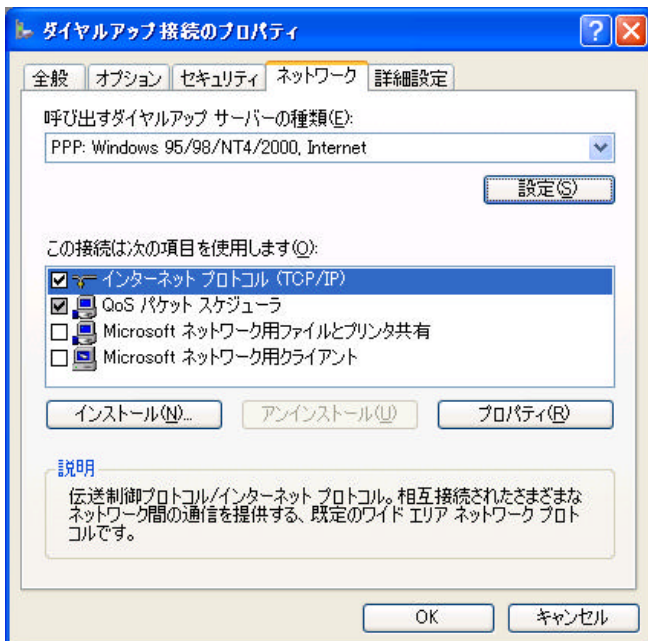 ダイヤルアップ接続のプロパティ
全般 オプション セキュリティ ネットワーク 詳細設定
呼び出すダイヤルアップ サーバーの種類(E):
PPP: Windows 95/98/NT4/2000, Internet
設定(S)
この接続は次の項目を使用します(O):
インターネット プロトコル (TCP/IP)
QoS パケット スケジューラ
Microsoft ネットワーク用ファイルとプリンタ共有
Microsoft ネットワーク用クライアント
インストール(N)... アンインストール(U) プロパティ(R)
説明
伝送制御プロトコル/インターネット プロトコル。相互接続されたさまざまな
ネットワーク間の通信を提供する、既定のワイド エリア ネットワーク プロト
コルです。
OK キャンセル